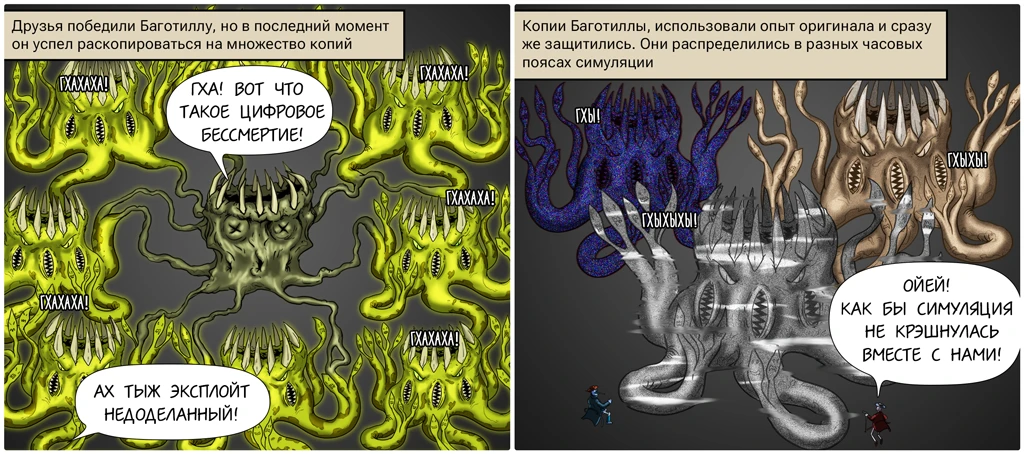 Друзья победили Баготиллу, но в последний момент
он успел раскопироваться на множество копий
ГХАХАХА!
ГХА! ВОТ ЧТО
ТАКОЕ ЦИФРОВОЕ
БЕССМЕРТИЕ!
ГХАХАХА!
ГХАХАХА!
ГХАХАХА!
ГХАХАХА!
АХ ТЫЖ ЭКСПЛОЙТ
НЕДОДЕЛАННЫЙ!
Копии Баготиллы, использовали опыт оригинала и сразу
же защитились. Они распределились в разных часовых
поясах симуляции
ГХЫ!
ГХЫХЫ!
ГХЫХЫХЫ!
ОЙЕЙ!
КАК БЫ СИМУЛЯЦИЯ
НЕ КРЭШНУЛАСЬ
ВМЕСТЕ С НАМИ!